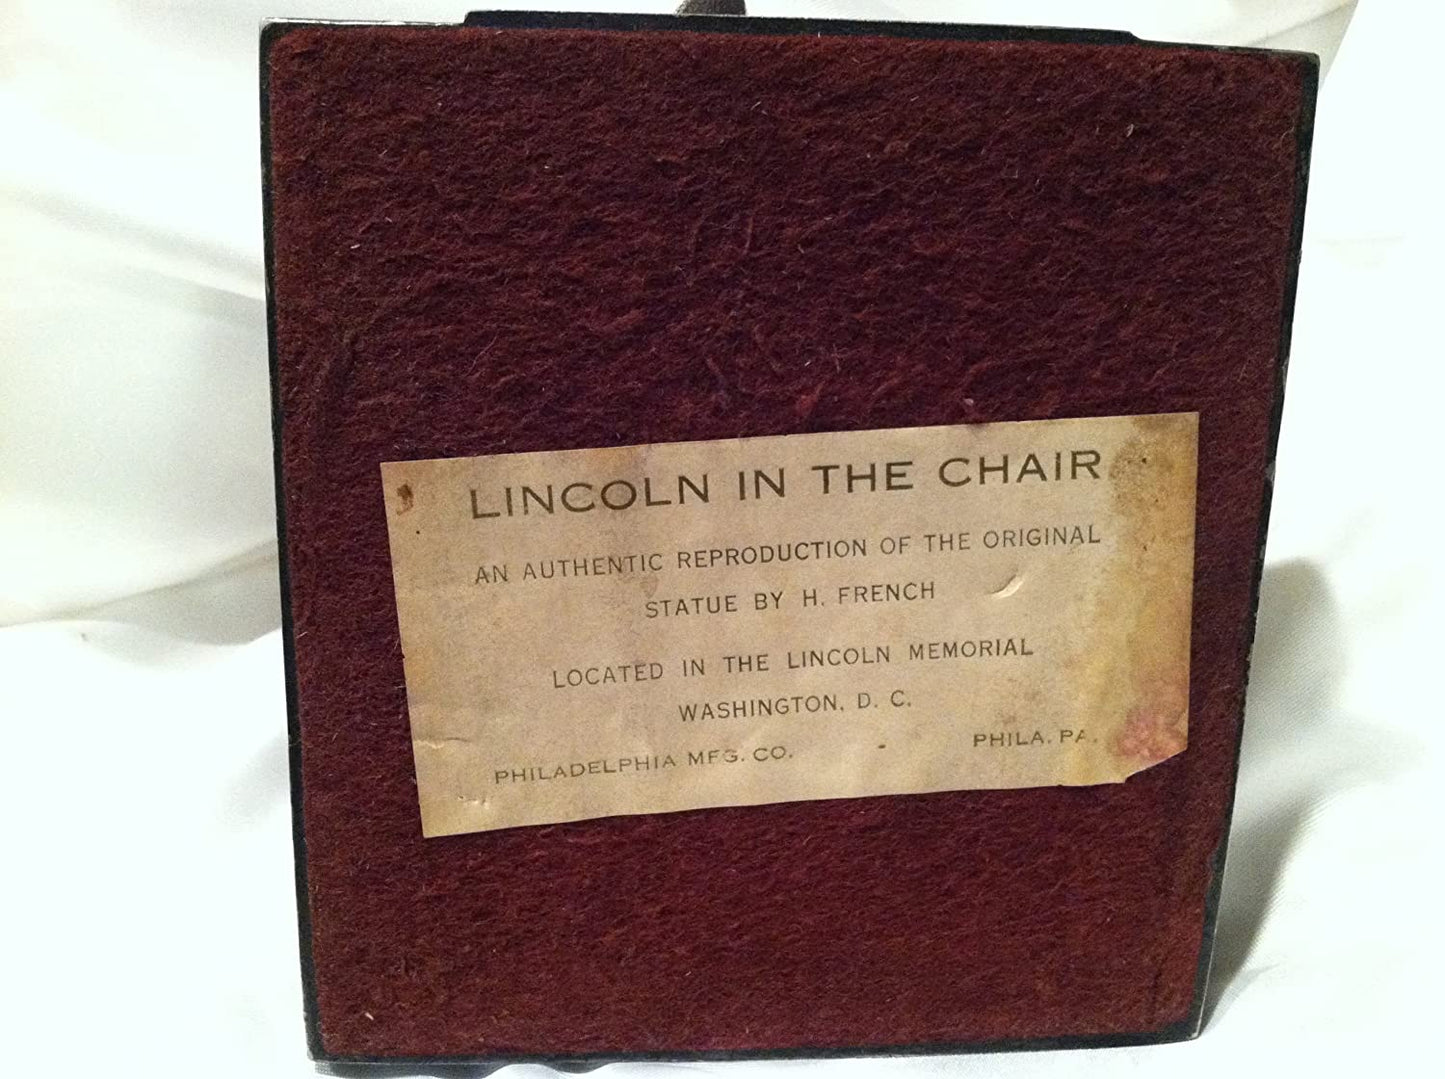 LINCOLN IN THE CHAIR
AN AUTHENTIC REPRODUCTION OF THE ORIGINAL
STATUE BY H. FRENCH
LOCATED IN THE LINCOLN MEMORIAL
WASHINGTON, D. C.
PHILADELPHIA MFG. CO. PHILA. PA.